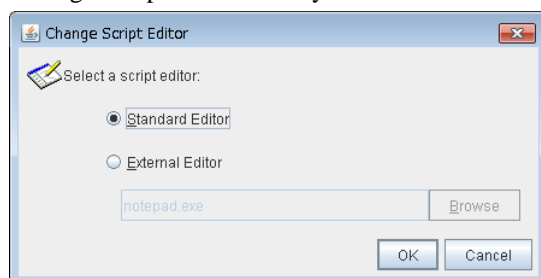 Change Script Editor
Select a script editor:
Standard Editor
External Editor
notepad.exe
Browse
OK Cancel